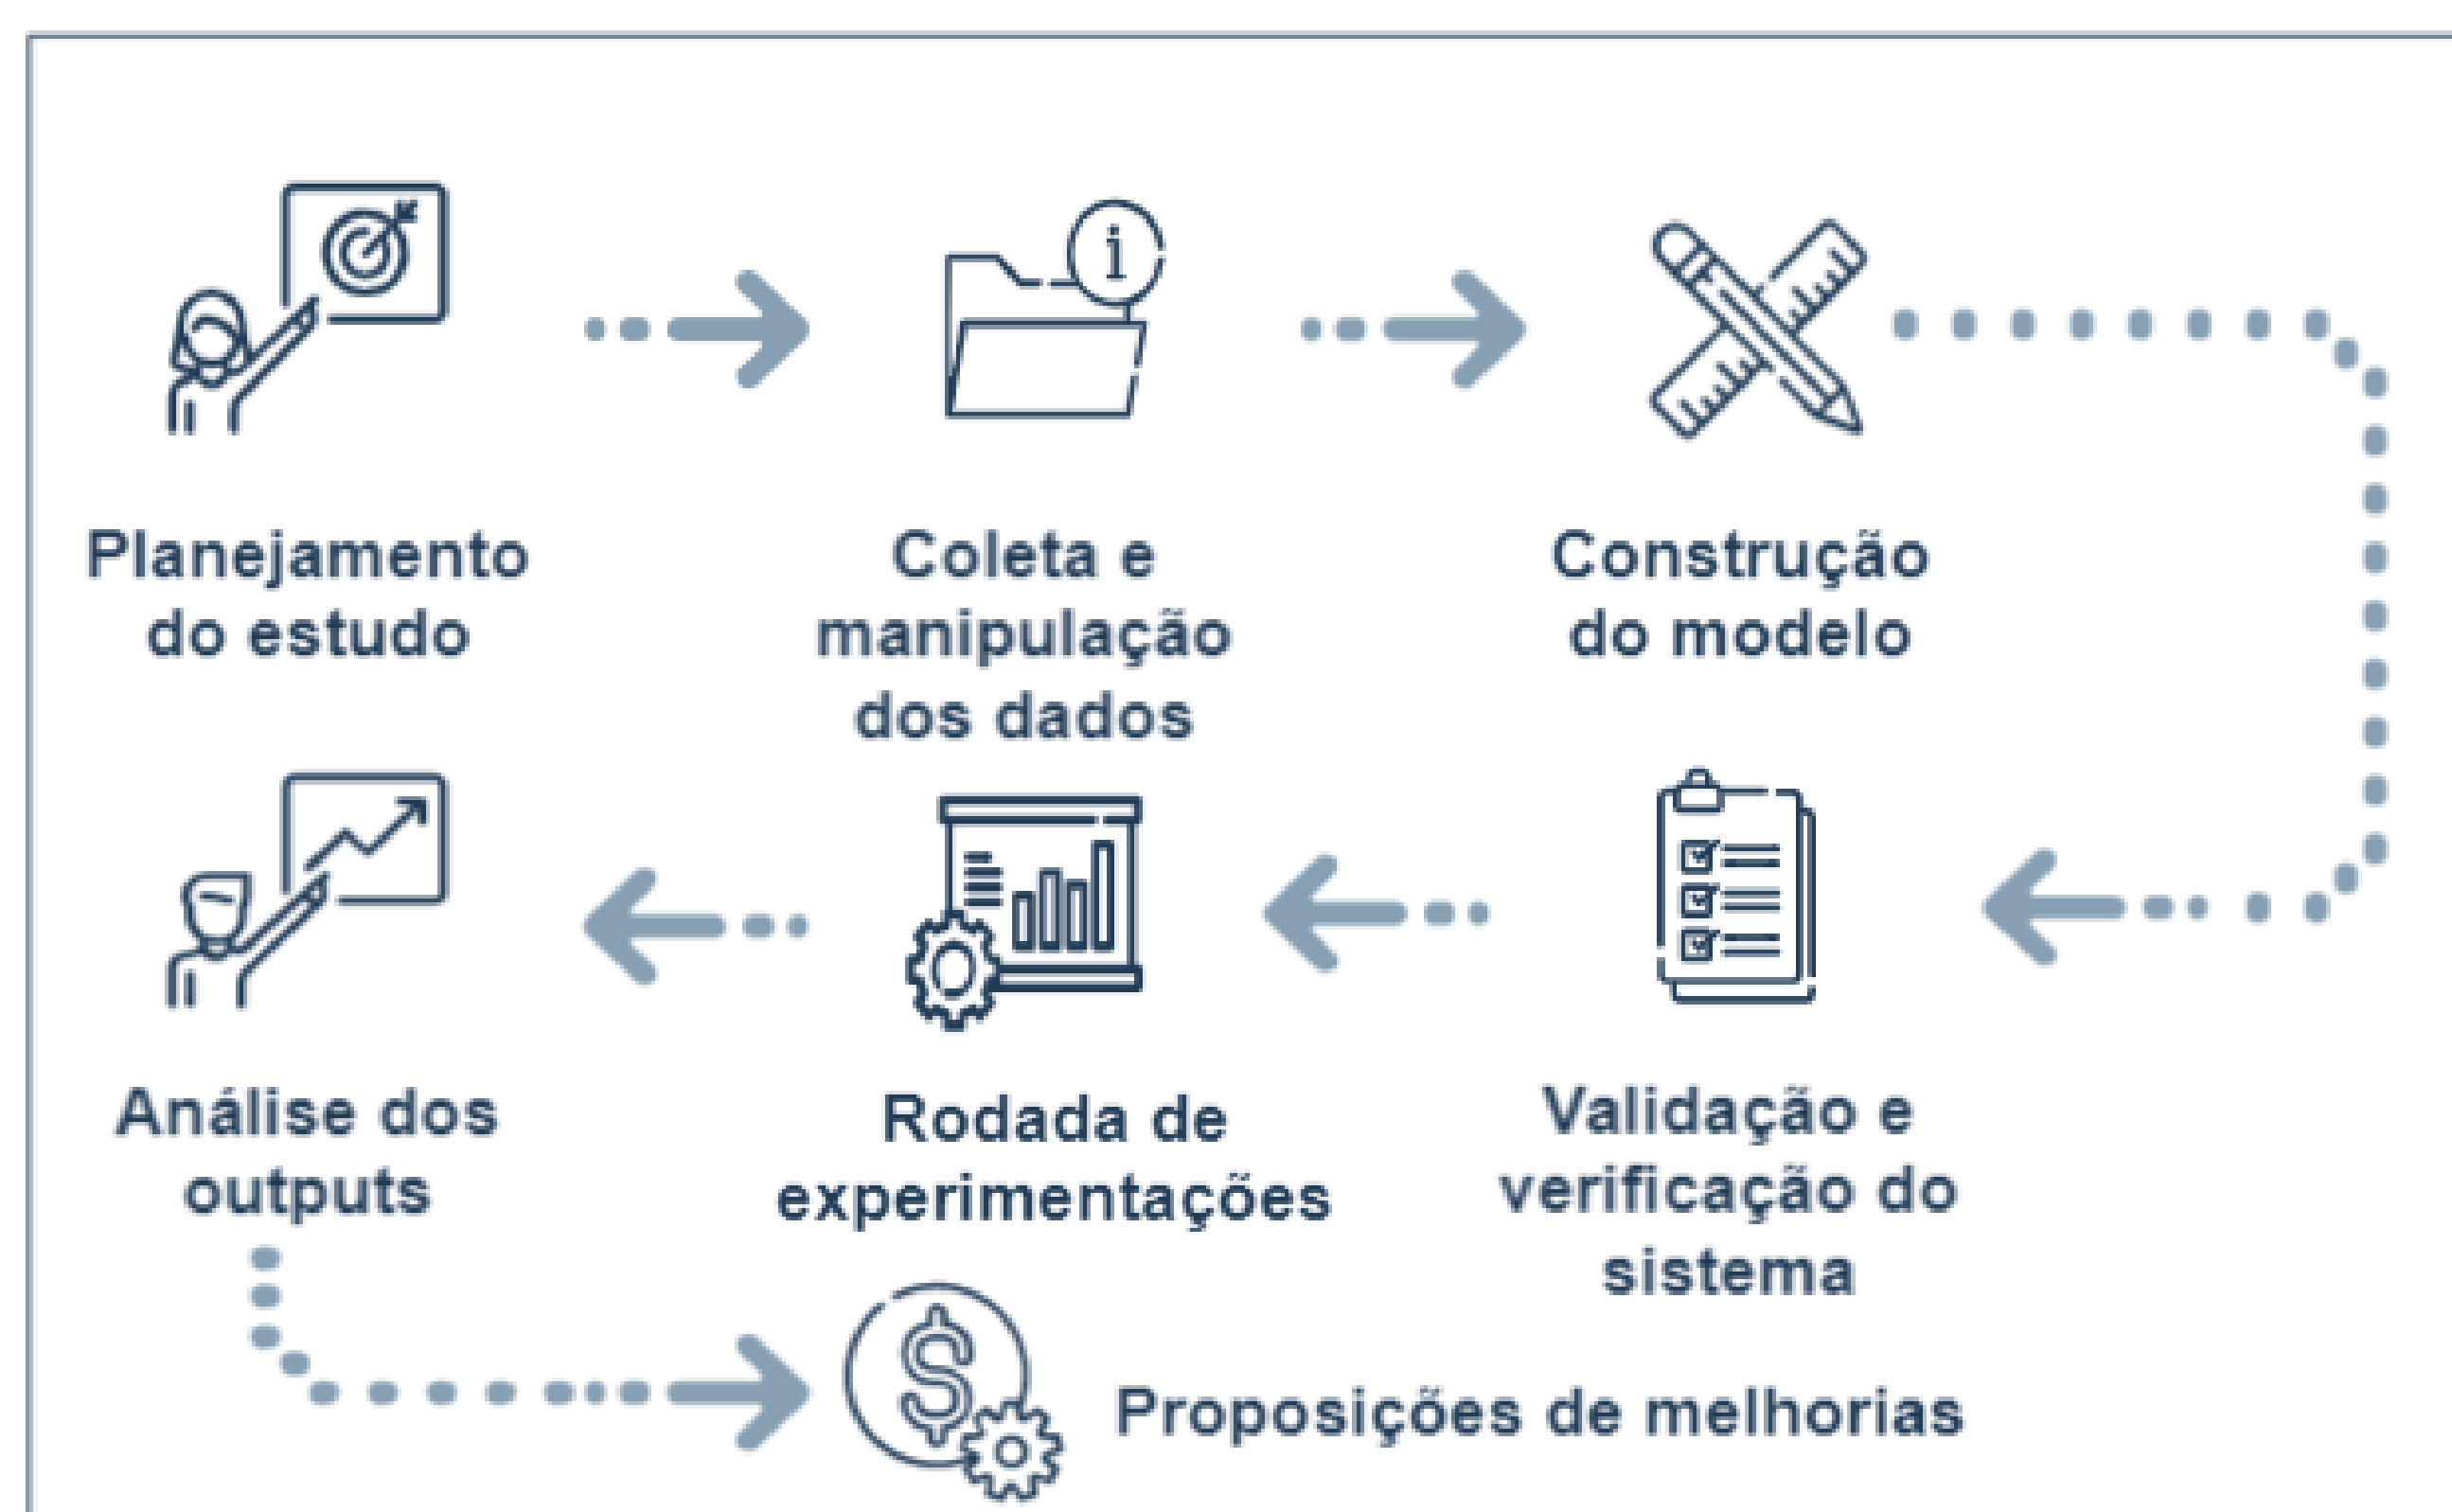 Planejamento
do estudo
Coleta e
manipulação
dos dados
Construção
do modelo
Análise dos
outputs
Rodada de
experimentações
Validação e
verificação do
sistema
Proposições de melhorias